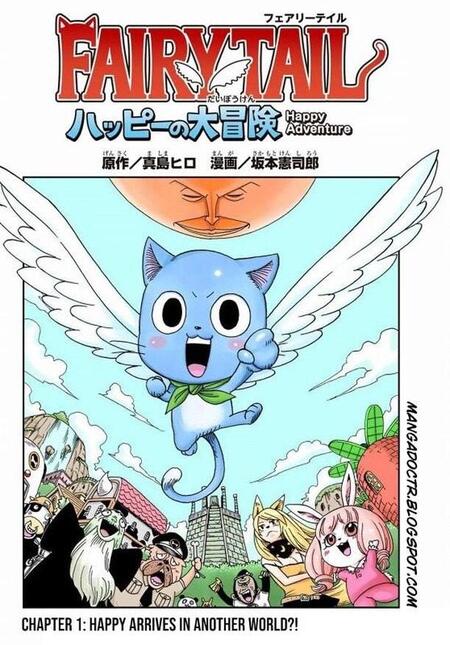 フェアリーテイル
FAIRY TAIL
だいぼうけん
ハッピーの大冒険
Happy
Adventure
げんさく ましま まんが さかもとけんしろう
原作／真島ヒロ 漫画／坂本憲司郎
MANGADOCTR.BLOGSPOT.COM
CHAPTER 1: HAPPY ARRIVES IN ANOTHER WORLD?!